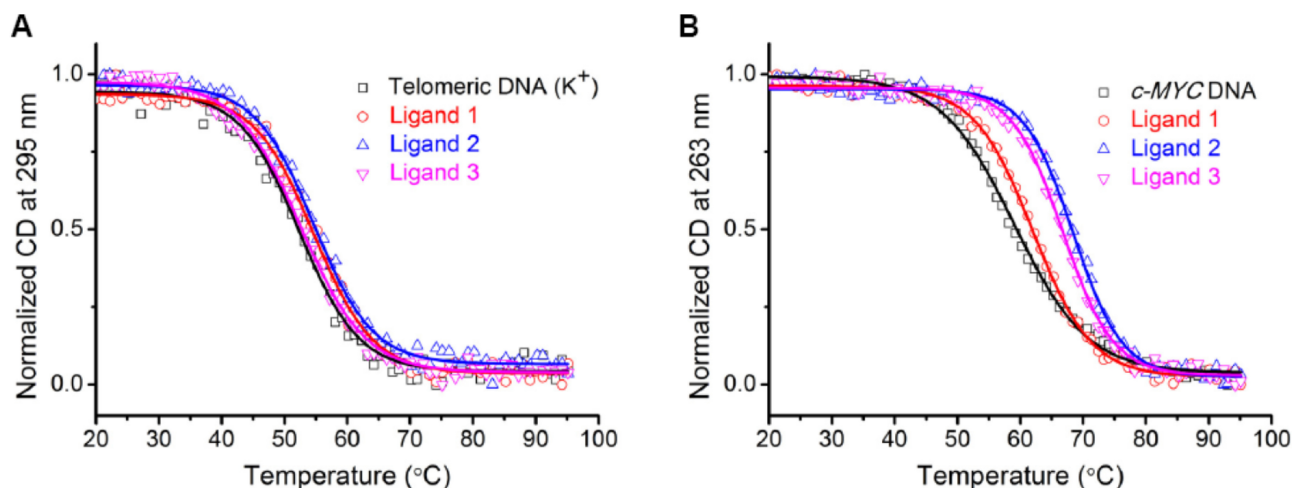 A
Normalized CD at 295 nm
1.0
0.5
0.0
Telomeric DNA (K⁺)
Ligand 1
Ligand 2
Ligand 3
20 30 40 50 60 70 80 90 100
Temperature (°C)
B
Normalized CD at 263 nm
1.0
0.5
0.0
c-MYC DNA
Ligand 1
Ligand 2
Ligand 3
20 30 40 50 60 70 80 90 100
Temperature (°C)